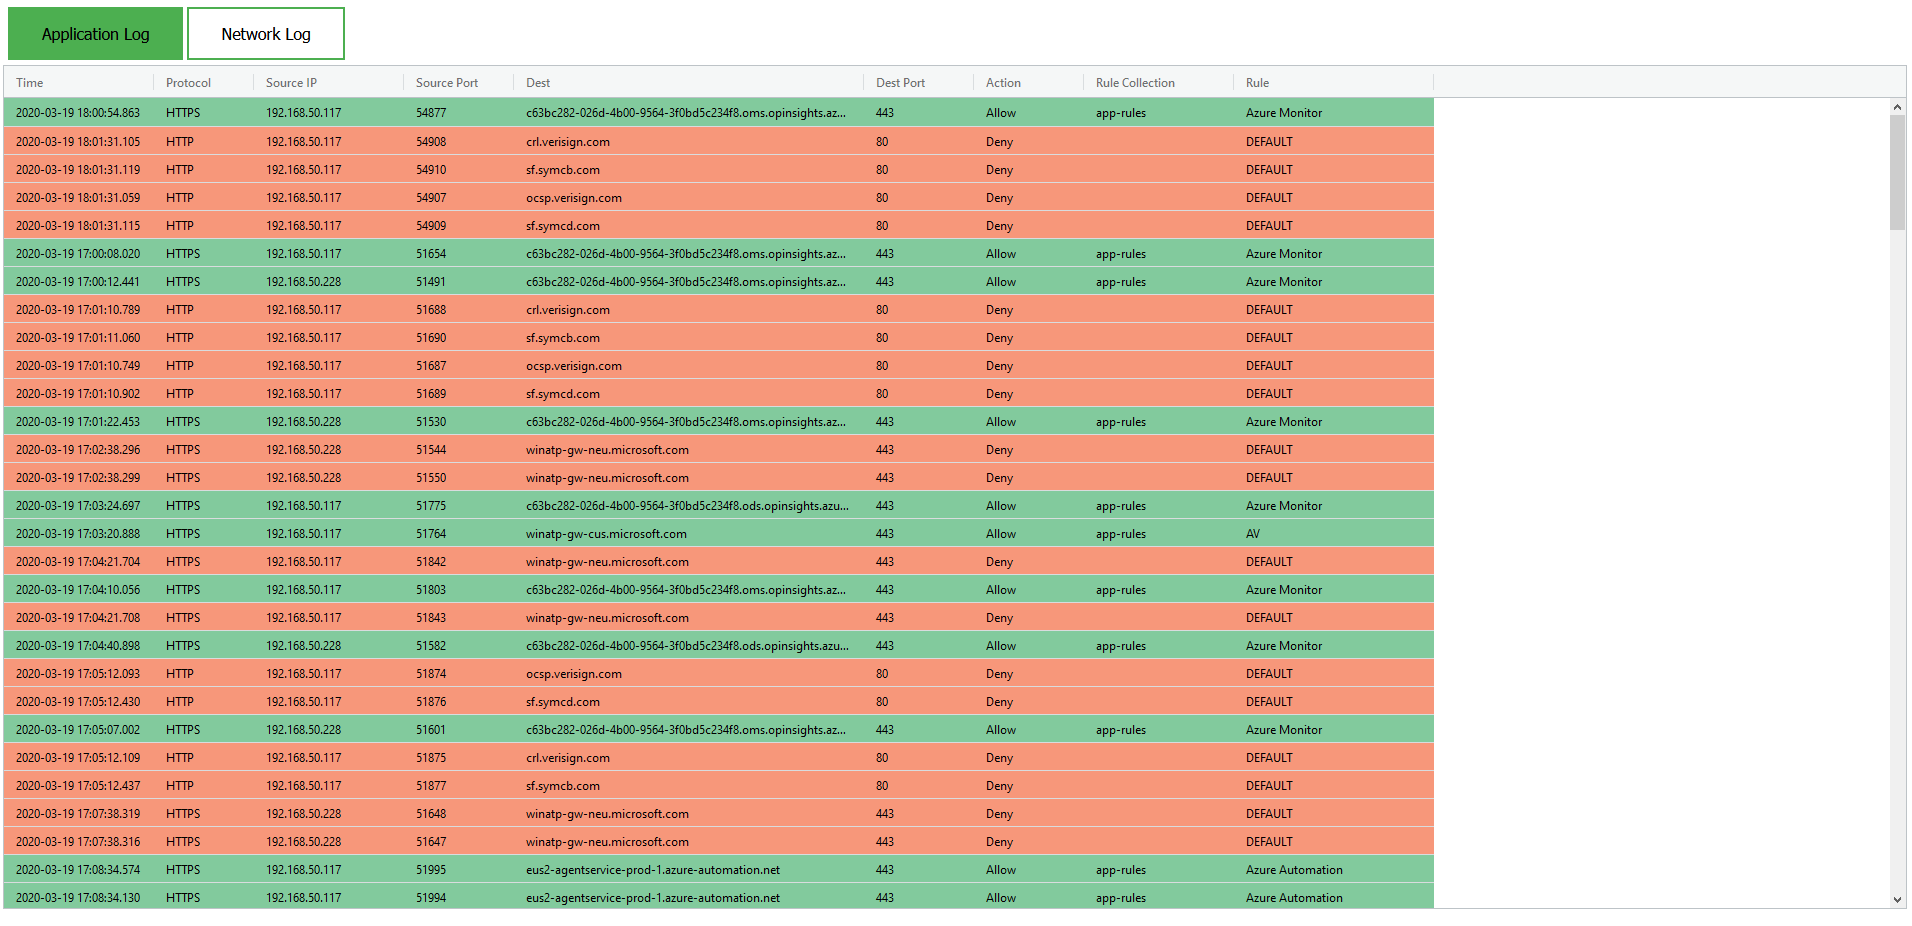 Application Log Network Log
Time Protocol Source IP Source Port Dest Dest Port Action Rule Collection Rule
2020-03-19 18:00:54.863 HTTPS 192.168.50.117 54877 c63bc282-026d-4b00-9564-3f0bd5c234f8.oms.opinsights.az... 443 Allow app-rules Azure Monitor
2020-03-19 18:01:31.105 HTTP 192.168.50.117 54908 crl.verisign.com 80 Deny DEFAULT
2020-03-19 18:01:31.119 HTTP 192.168.50.117 54910 sf.symcb.com 80 Deny DEFAULT
2020-03-19 18:01:31.059 HTTP 192.168.50.117 54907 ocsp.verisign.com 80 Deny DEFAULT
2020-03-19 18:01:31.115 HTTP 192.168.50.117 54909 sf.symcd.com 80 Deny DEFAULT
2020-03-19 17:00:08.020 HTTPS 192.168.50.117 51654 c63bc282-026d-4b00-9564-3f0bd5c234f8.oms.opinsights.az... 443 Allow app-rules Azure Monitor
2020-03-19 17:00:12.441 HTTPS 192.168.50.228 51491 c63bc282-026d-4b00-9564-3f0bd5c234f8.oms.opinsights.az... 443 Allow app-rules Azure Monitor
2020-03-19 17:01:10.789 HTTP 192.168.50.117 51688 crl.verisign.com 80 Deny DEFAULT
2020-03-19 17:01:11.060 HTTP 192.168.50.117 51690 sf.symcb.com 80 Deny DEFAULT
2020-03-19 17:01:10.749 HTTP 192.168.50.117 51687 ocsp.verisign.com 80 Deny DEFAULT
2020-03-19 17:01:10.902 HTTP 192.168.50.117 51689 sf.symcd.com 80 Deny DEFAULT
2020-03-19 17:01:22.453 HTTPS 192.168.50.228 51530 c63bc282-026d-4b00-9564-3f0bd5c234f8.oms.opinsights.az... 443 Allow app-rules Azure Monitor
2020-03-19 17:02:38.296 HTTPS 192.168.50.228 51544 winatp-gw-neu.microsoft.com 443 Deny DEFAULT
2020-03-19 17:02:38.299 HTTPS 192.168.50.228 51550 winatp-gw-neu.microsoft.com 443 Deny DEFAULT
2020-03-19 17:03:24.697 HTTPS 192.168.50.117 51775 c63bc282-026d-4b00-9564-3f0bd5c234f8.ods.opinsights.azu... 443 Allow app-rules Azure Monitor
2020-03-19 17:03:20.888 HTTPS 192.168.50.117 51764 winatp-gw-cus.microsoft.com 443 Allow app-rules AV
2020-03-19 17:04:21.704 HTTPS 192.168.50.117 51842 winatp-gw-neu.microsoft.com 443 Deny DEFAULT
2020-03-19 17:04:10.056 HTTPS 192.168.50.117 51803 c63bc282-026d-4b00-9564-3f0bd5c234f8.oms.opinsights.az... 443 Allow app-rules Azure Monitor
2020-03-19 17:04:21.708 HTTPS 192.168.50.117 51843 winatp-gw-neu.microsoft.com 443 Deny DEFAULT
2020-03-19 17:04:40.898 HTTPS 192.168.50.228 51582 c63bc282-026d-4b00-9564-3f0bd5c234f8.ods.opinsights.azu... 443 Allow app-rules Azure Monitor
2020-03-19 17:05:12.093 HTTP 192.168.50.117 51874 ocsp.verisign.com 80 Deny DEFAULT
2020-03-19 17:05:12.430 HTTP 192.168.50.117 51876 sf.symcd.com 80 Deny DEFAULT
2020-03-19 17:05:07.002 HTTPS 192.168.50.228 51601 c63bc282-026d-4b00-9564-3f0bd5c234f8.oms.opinsights.az... 443 Allow app-rules Azure Monitor
2020-03-19 17:05:12.109 HTTP 192.168.50.117 51875 crl.verisign.com 80 Deny DEFAULT
2020-03-19 17:05:12.437 HTTP 192.168.50.117 51877 sf.symcb.com 80 Deny DEFAULT
2020-03-19 17:07:38.319 HTTPS 192.168.50.228 51648 winatp-gw-neu.microsoft.com 443 Deny DEFAULT
2020-03-19 17:07:38.316 HTTPS 192.168.50.228 51647 winatp-gw-neu.microsoft.com 443 Deny DEFAULT
2020-03-19 17:08:34.574 HTTPS 192.168.50.117 51995 eus2-agentservice-prod-1.azure-automation.net 443 Allow app-rules Azure Automation
2020-03-19 17:08:34.130 HTTPS 192.168.50.117 51994 eus2-agentservice-prod-1.azure-automation.net 443 Allow app-rules Azure Automation